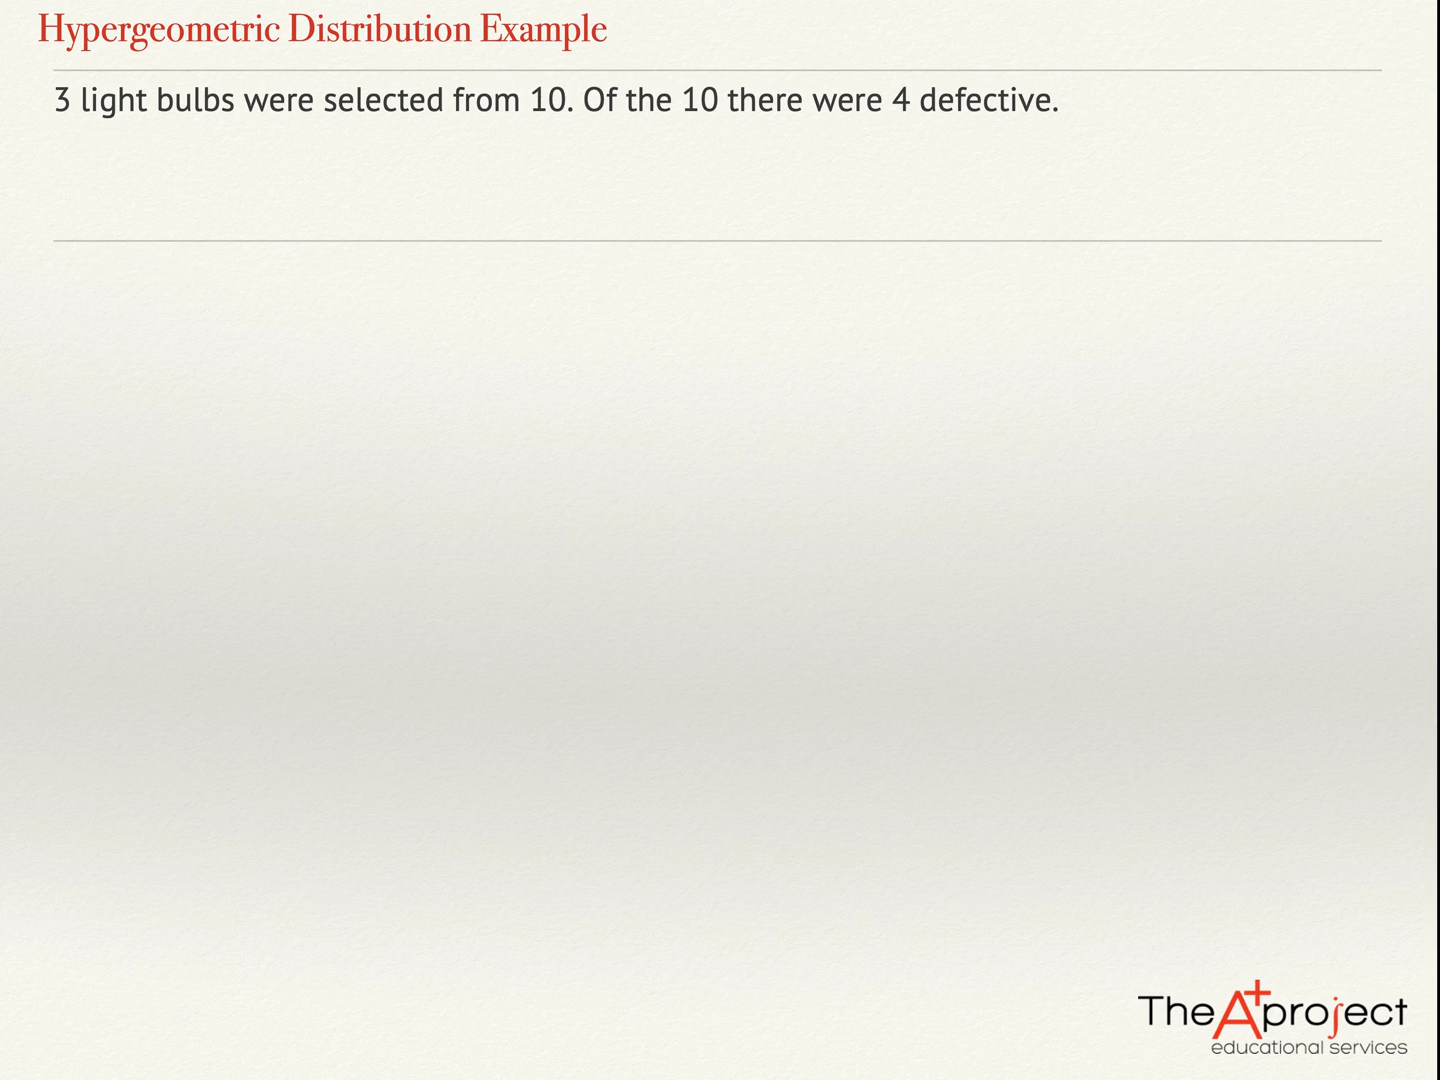 Hypergeometric Distribution Example
3 light bulbs were selected from 10. Of the 10 there were 4 defective.
The A+ project
educational services